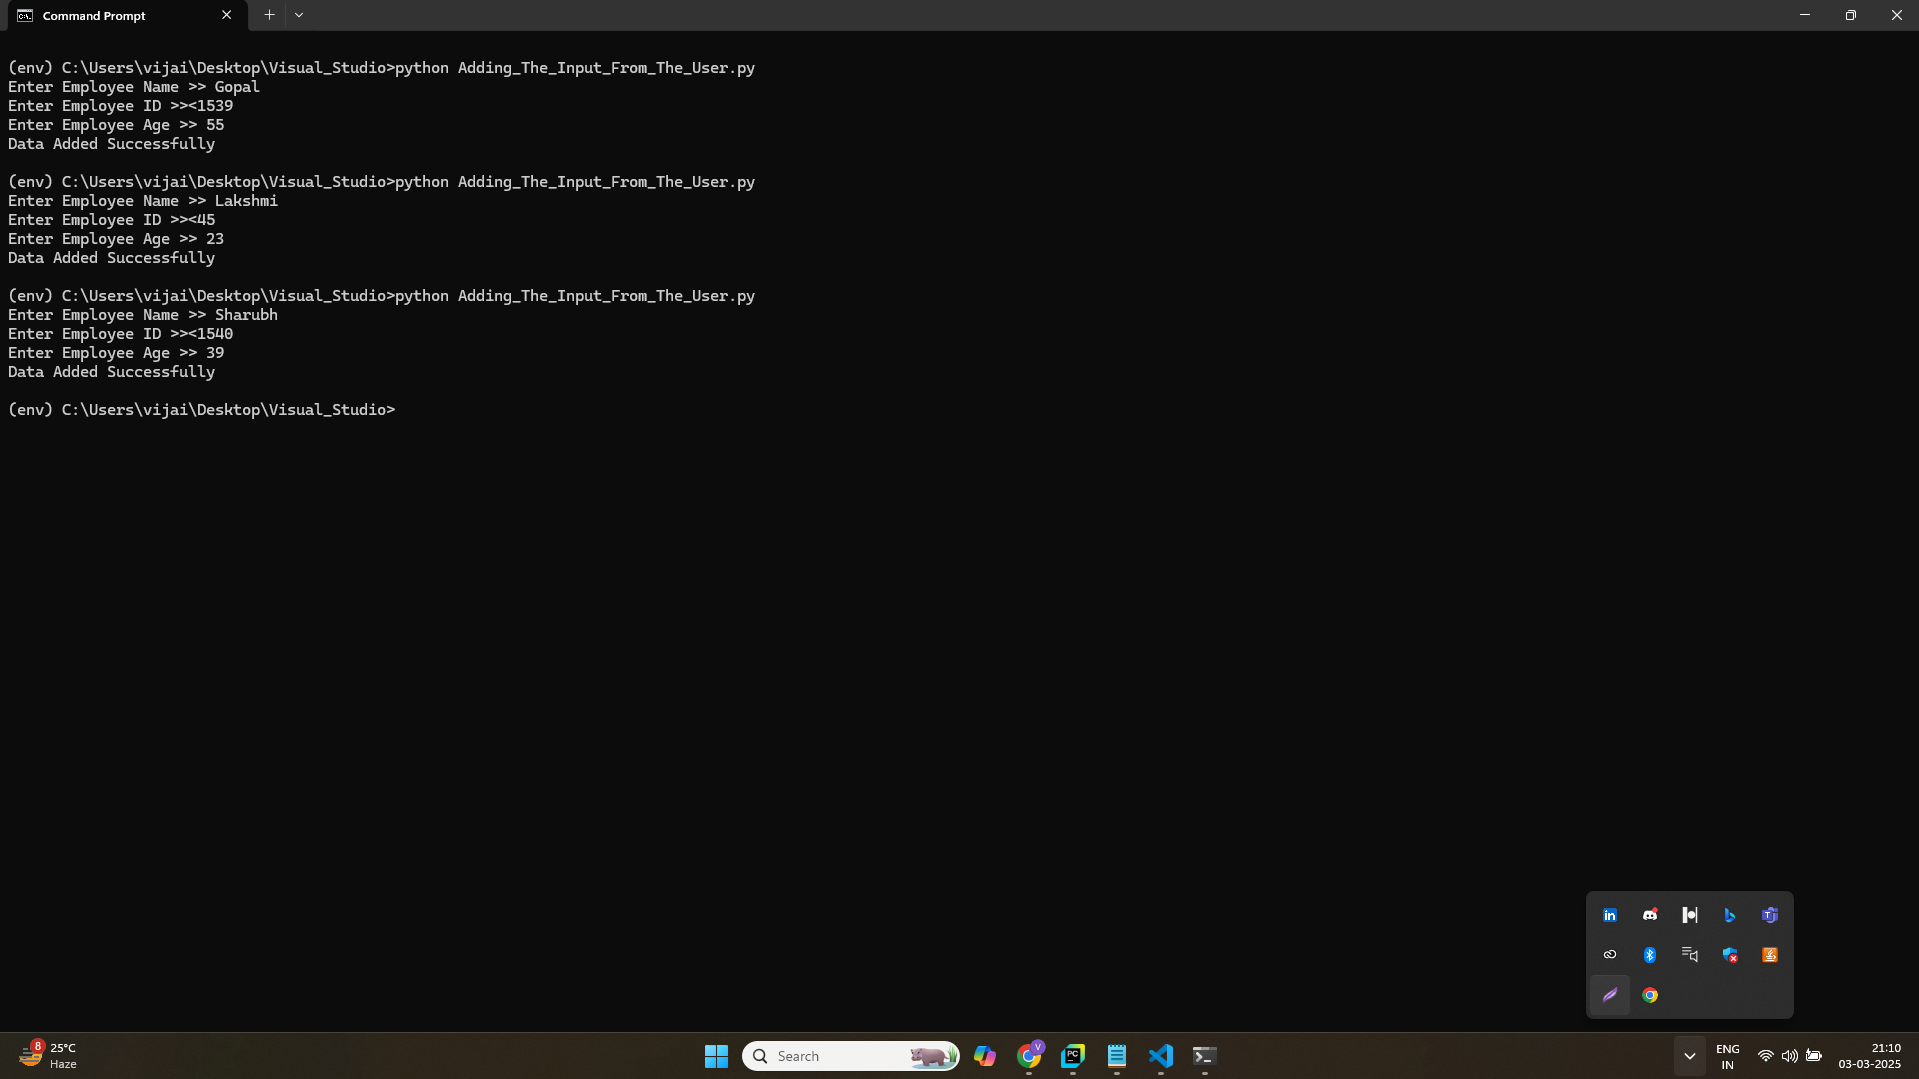 Command Prompt
(env) C:\Users\vijai\Desktop\Visual_Studio>python Adding_The_Input_From_The_User.py
Enter Employee Name >> Gopal
Enter Employee ID >><1539
Enter Employee Age >> 55
Data Added Successfully
(env) C:\Users\vijai\Desktop\Visual_Studio>python Adding_The_Input_From_The_User.py
Enter Employee Name >> Lakshmi
Enter Employee ID >><45
Enter Employee Age >> 23
Data Added Successfully
(env) C:\Users\vijai\Desktop\Visual_Studio>python Adding_The_Input_From_The_User.py
Enter Employee Name >> Sharubh
Enter Employee ID >><1540
Enter Employee Age >> 39
Data Added Successfully
(env) C:\Users\vijai\Desktop\Visual_Studio>
8
25°C
Haze
Search
V
PC
ENG
IN
21:10
03-03-2025